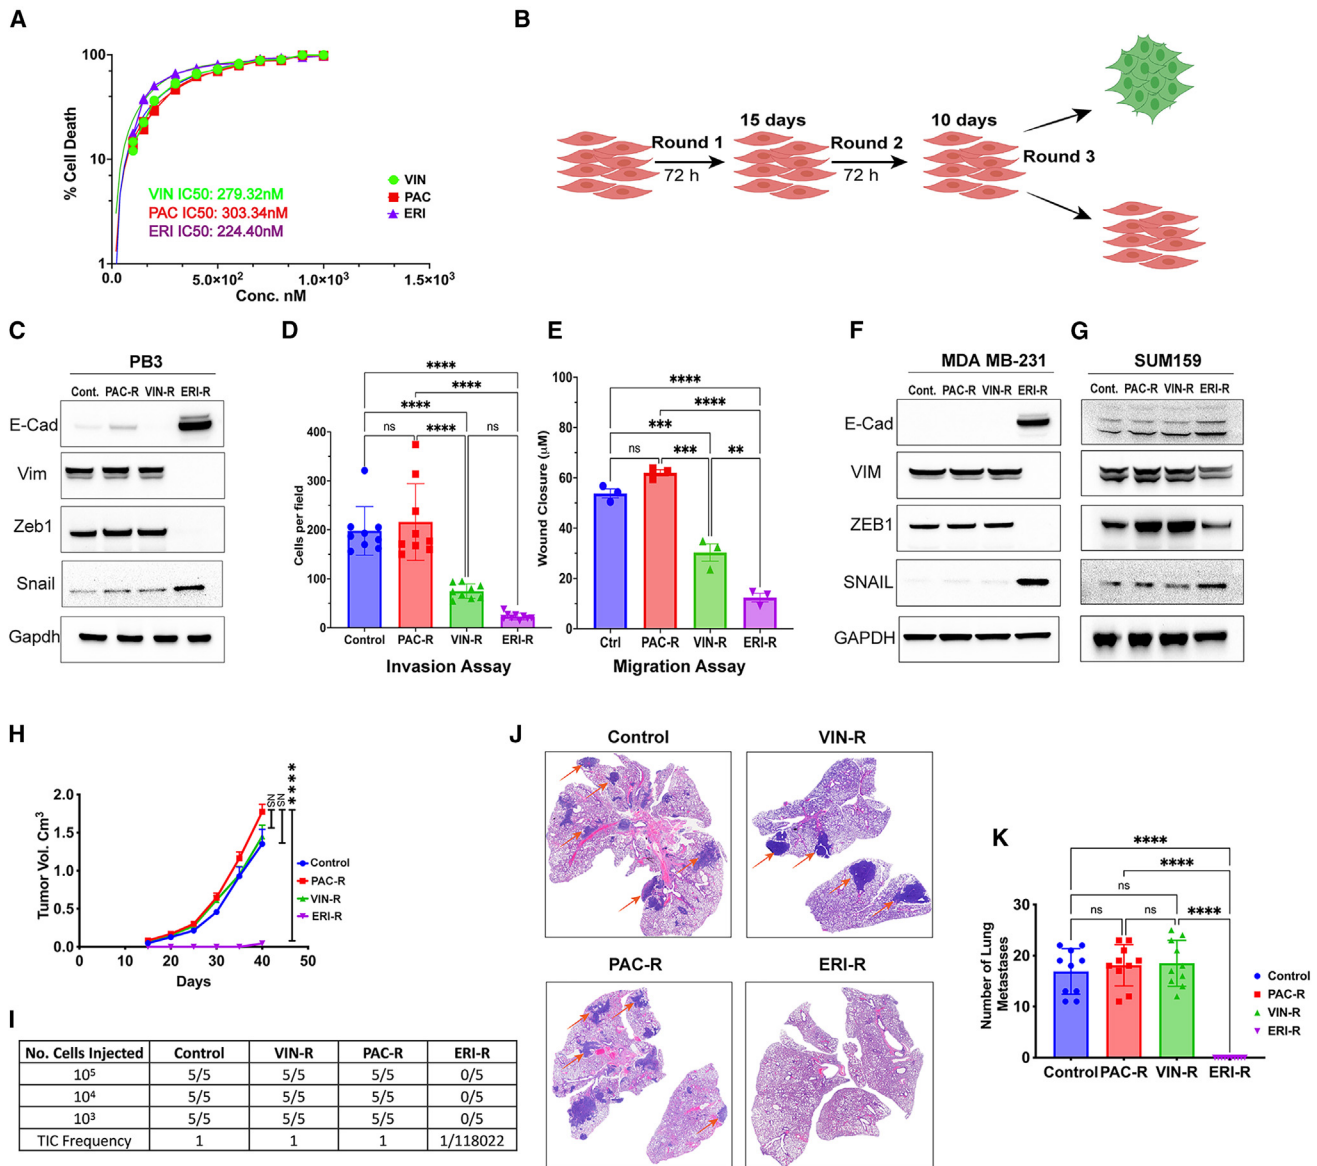 A
100
10
1
% Cell Death
VIN IC50: 279.32nM
PAC IC50: 303.34nM
ERI IC50: 224.40nM
VIN
PAC
ERI
0.0
5.0×10²
1.0×10³
1.5×10³
Conc. nM
B
Round 1
72 h
15 days
Round 2
72 h
10 days
Round 3
C
PB3
Cont. PAC-R VIN-R ERI-R
E-Cad
Vim
Zeb1
Snail
Gapdh
D
****
****
****
ns
****
ns
400
300
200
100
0
Cells per field
Control PAC-R VIN-R ERI-R
Invasion Assay
E
****
****
***
ns
***
**
100
80
60
40
20
0
Wound Closure (μM)
Ctrl PAC-R VIN-R ERI-R
Migration Assay
F
MDA MB-231
Cont. PAC-R VIN-R ERI-R
E-Cad
VIM
ZEB1
SNAIL
GAPDH
G
SUM159
Cont. PAC-R VIN-R ERI-R
H
2.0
1.5
1.0
0.5
0.0
Tumor Vol. Cm³
0 10 20 30 40 50
Days
NS
NS
****
Control
PAC-R
VIN-R
ERI-R
I
No. Cells Injected Control VIN-R PAC-R ERI-R
10⁵ 5/5 5/5 5/5 0/5
10⁴ 5/5 5/5 5/5 0/5
10³ 5/5 5/5 5/5 0/5
TIC Frequency 1 1 1 1/118022
J
Control
VIN-R
PAC-R
ERI-R
K
****
****
ns
ns
ns
****
30
20
10
0
Number of Lung
Metastases
Control PAC-R VIN-R ERI-R
Control
PAC-R
VIN-R
ERI-R